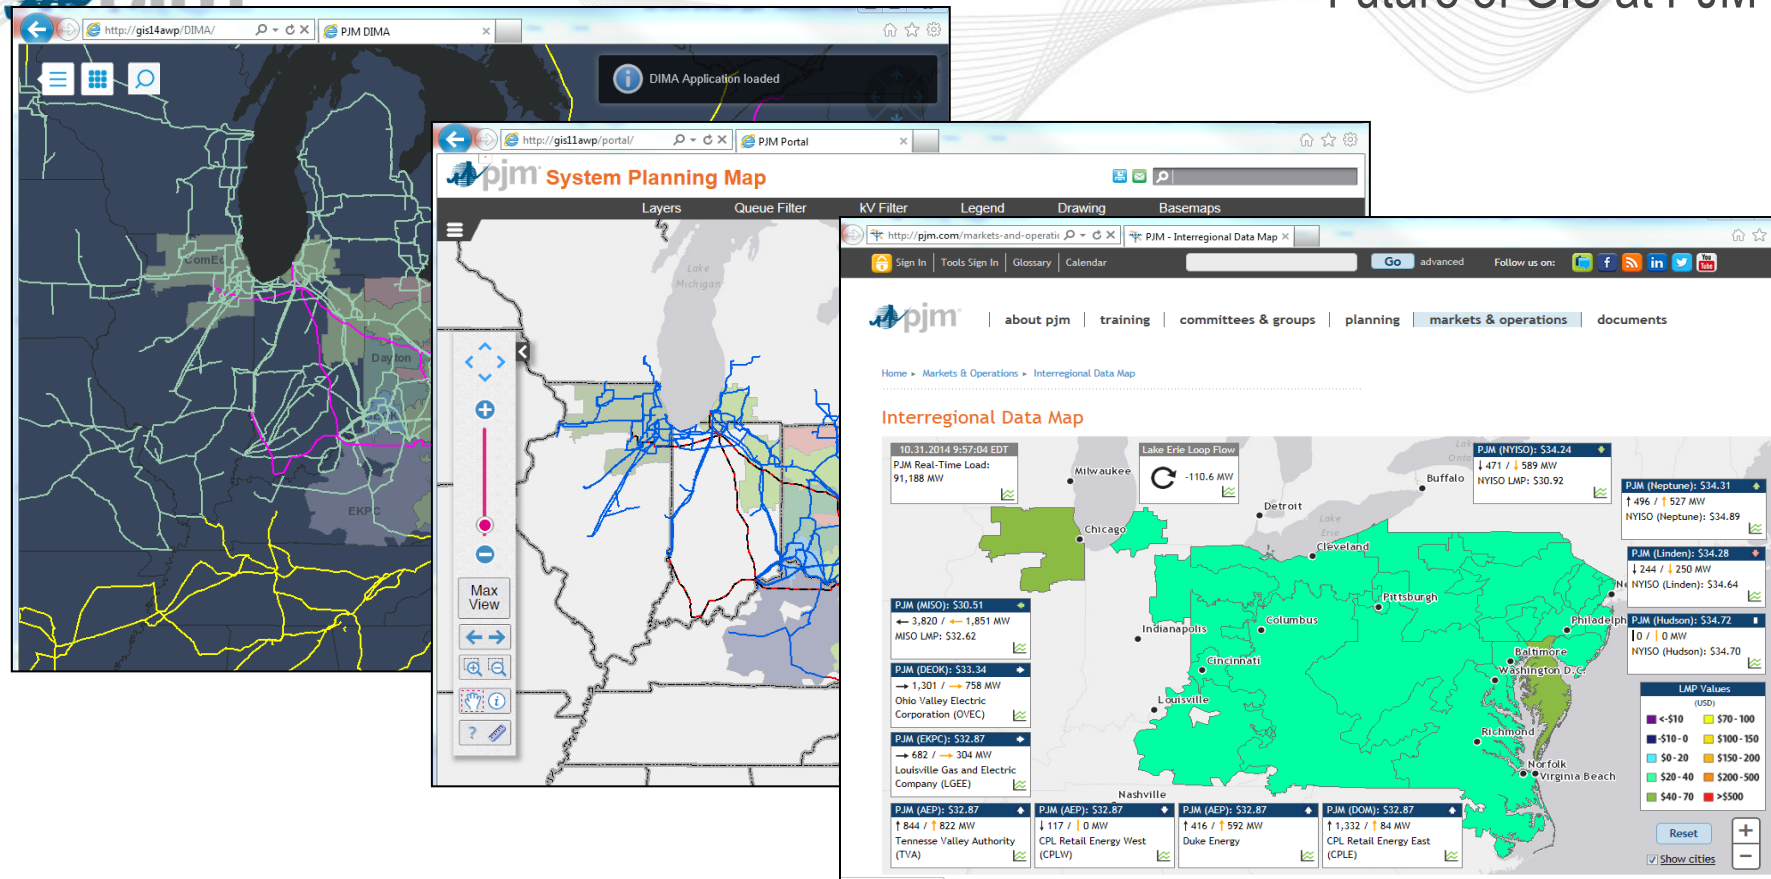 Future of GIS at PJM
http://gis14awp/DIMA/
PJM DIMA
DIMA Application loaded
ComEd
Dayton
EKPC
http://gis11awp/portal/
PJM Portal
pjm System Planning Map
Layers Queue Filter kV Filter Legend Drawing Basemaps
Lake
Michigan
Max
View
http://pjm.com/markets-and-operatic
PJM - Interregional Data Map
Sign In Tools Sign In Glossary Calendar
Go advanced
Follow us on:
You
Tube
pjm
about pjm training committees & groups planning markets & operations documents
Home ▸ Markets & Operations ▸ Interregional Data Map
Interregional Data Map
10.31.2014 9:57:04 EDT
PJM Real-Time Load:
91,188 MW
Lake Erie Loop Flow
-110.6 MW
PJM (NYISO): $34.24
↓ 471 / ↓ 589 MW
NYISO LMP: $30.92
PJM (Neptune): $34.31
↑ 496 / ↑ 527 MW
NYISO (Neptune): $34.89
PJM (Linden): $34.28
↓ 244 / ↓ 250 MW
NYISO (Linden): $34.64
PJM (Hudson): $34.72
0 / 0 MW
NYISO (Hudson): $34.70
PJM (MISO): $30.51
← 3,820 / ← 1,851 MW
MISO LMP: $32.62
PJM (DEOK): $33.34
→ 1,301 / → 758 MW
Ohio Valley Electric
Corporation (OVEC)
PJM (EKPC): $32.87
→ 682 / → 304 MW
Louisville Gas and Electric
Company (LGEE)
PJM (AEP): $32.87
↑ 844 / ↑ 822 MW
Tennesse Valley Authority
(TVA)
PJM (AEP): $32.87
↓ 117 / 0 MW
CPL Retail Energy West
(CPLW)
PJM (AEP): $32.87
↑ 416 / ↑ 592 MW
Duke Energy
PJM (DOM): $32.87
↑ 1,332 / ↑ 84 MW
CPL Retail Energy East
(CPLE)
Milwaukee
Chicago
Detroit
Buffalo
Lake
Erie
Cleveland
Pittsburgh
Indianapolis
Columbus
Cincinnati
Louisville
Nashville
Philadelph
Baltimore
Washington D.C.
Richmond
Norfolk
Virginia Beach
LMP Values
(USD)
<-$10 $70-100
-$10-0 $100-150
$0-20 $150-200
$20-40 $200-500
$40-70 >$500
Reset
Show cities